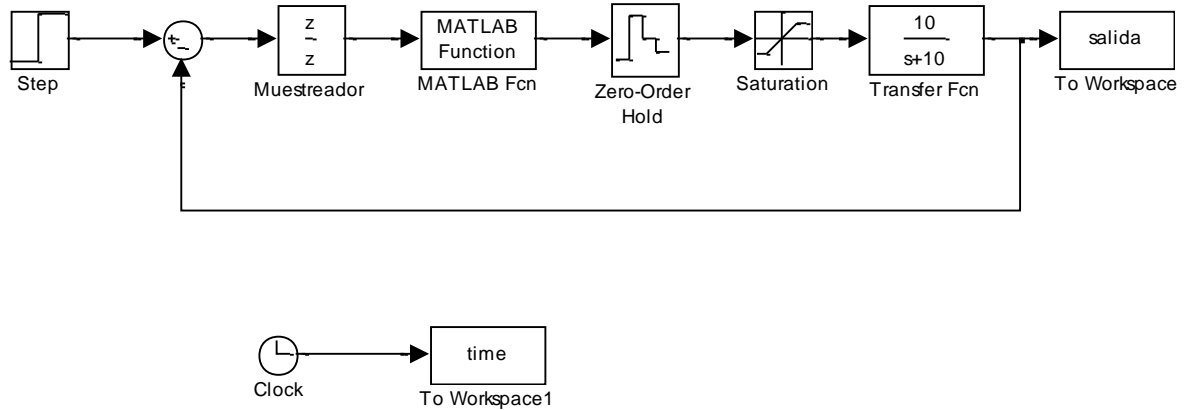 Step
+
-
z
z
Muestreador
MATLAB
Function
MATLAB Fcn
Zero-Order
Hold
Saturation
10
s+10
Transfer Fcn
salida
To Workspace
Clock
time
To Workspace1